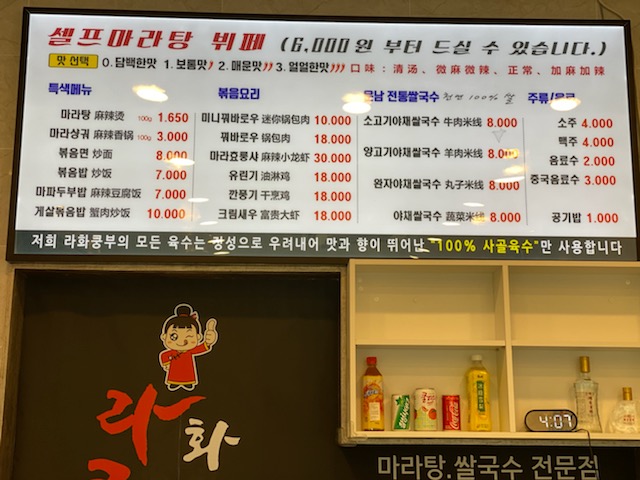 셀프마라탕 뷔페 (6,000원 부터 드실 수 있습니다.)
맛 선택 0. 담백한맛 1. 보통맛 2. 매운맛 3. 얼얼한맛 口味 : 清汤、微麻微辣、正常、加麻加辣
특색메뉴
마라탕 麻辣烫 100g 1.650
마라샹궈 麻辣香锅 100g 3.000
볶음면 炒面 8.000
볶음밥 炒饭 7.000
마파두부밥 麻辣豆腐饭 7.000
게살볶음밥 蟹肉炒饭 10.000
볶음요리
미니꿔바로우 迷你锅包肉 10.000
꿔바로우 锅包肉 18.000
마라효룽샤 麻辣小龙虾 30.000
유린기 油淋鸡 18.000
깐풍기 干烹鸡 18.000
크림새우 富贵大虾 18.000
운남 전통쌀국수 천연 100% 쌀
소고기야채쌀국수 牛肉米线 8.000
양고기야채쌀국수 羊肉米线 8.000
완자야채쌀국수 丸子米线 8.000
야채쌀국수 蔬菜米线 8.000
주류/음료
소주 4.000
맥주 4.000
음료수 2.000
중국음료수 3.000
공기밥 1.000
저희 라화쿵부의 모든 육수는 정성으로 우려내어 맛과 향이 뛰어난 "100% 사골육수"만 사용합니다
라화
4:07
마라탕.쌀국수 전문점